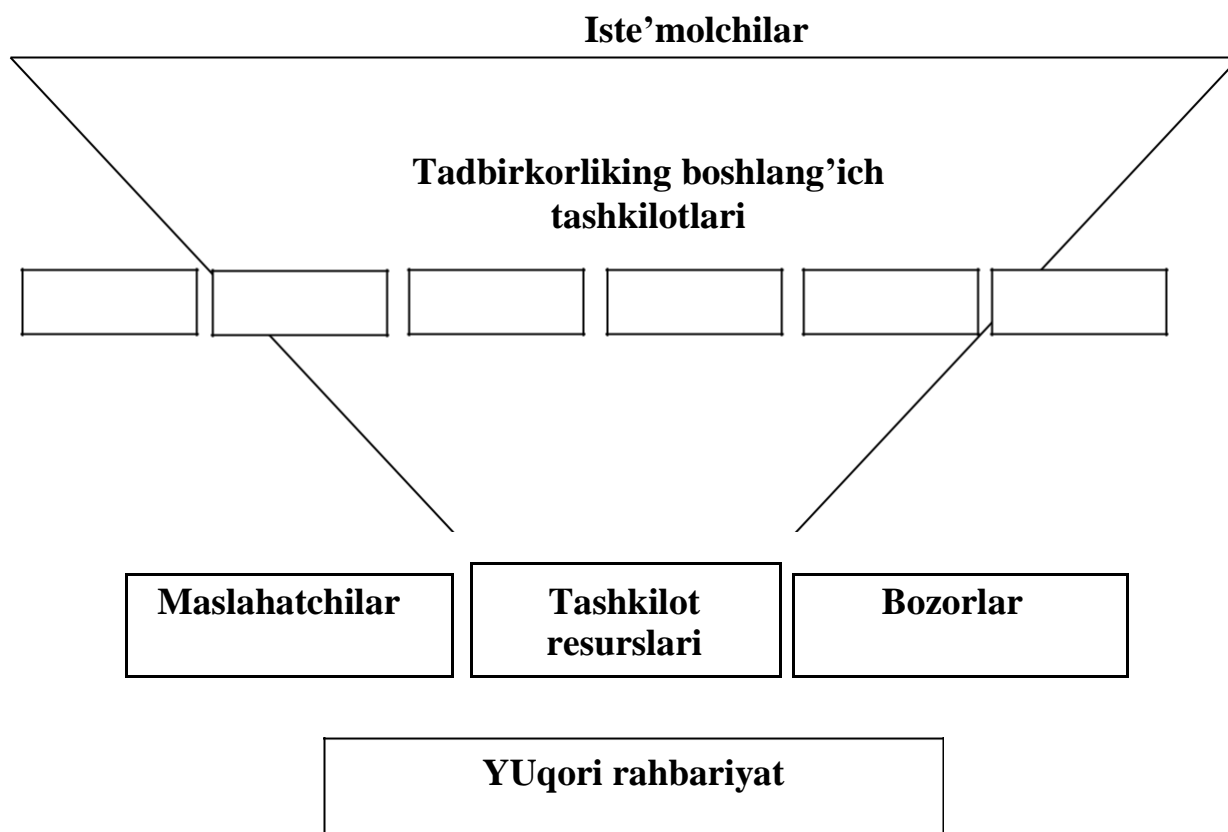 Iste’molchilar
Tadbirkorliking boshlang’ich
tashkilotlari
Maslahatchilar
Tashkilot
resurslari
Bozorlar
YUqori rahbariyat